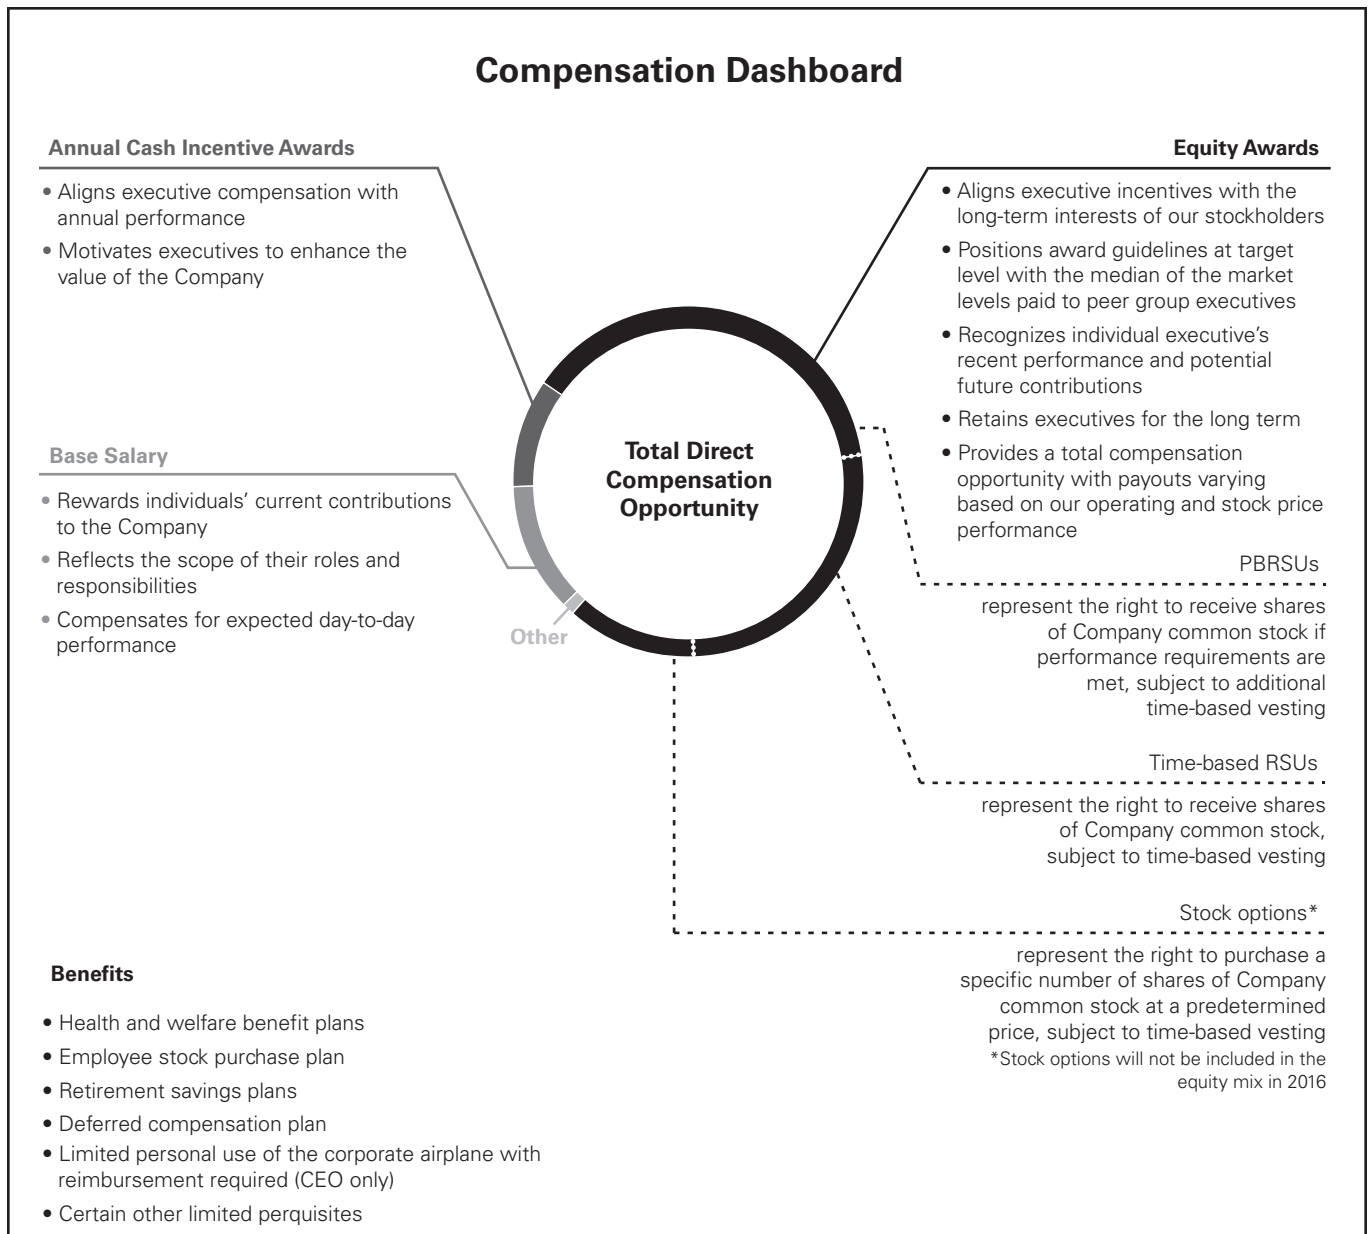 Compensation Dashboard
Annual Cash Incentive Awards
• Aligns executive compensation with
annual performance
• Motivates executives to enhance the
value of the Company
Base Salary
• Rewards individuals’ current contributions
to the Company
• Reflects the scope of their roles and
responsibilities
• Compensates for expected day-to-day
performance
Other
Total Direct
Compensation
Opportunity
Equity Awards
• Aligns executive incentives with the
long-term interests of our stockholders
• Positions award guidelines at target
level with the median of the market
levels paid to peer group executives
• Recognizes individual executive’s
recent performance and potential
future contributions
• Retains executives for the long term
• Provides a total compensation
opportunity with payouts varying
based on our operating and stock price
performance
PBRSUs
represent the right to receive shares
of Company common stock if
performance requirements are
met, subject to additional
time-based vesting
Time-based RSUs
represent the right to receive shares
of Company common stock,
subject to time-based vesting
Stock options*
represent the right to purchase a
specific number of shares of Company
common stock at a predetermined
price, subject to time-based vesting
*Stock options will not be included in the
equity mix in 2016
Benefits
• Health and welfare benefit plans
• Employee stock purchase plan
• Retirement savings plans
• Deferred compensation plan
• Limited personal use of the corporate airplane with
reimbursement required (CEO only)
• Certain other limited perquisites